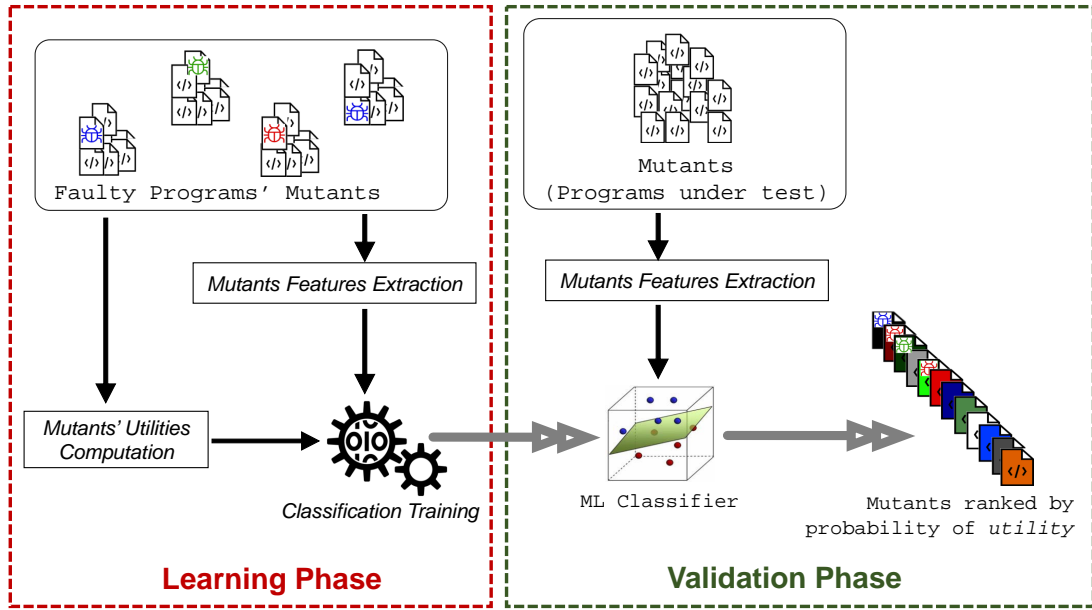 Faulty Programs' Mutants
Mutants Features Extraction
Mutants' Utilities
Computation
Classification Training
Learning Phase
Mutants
(Programs under test)
Mutants Features Extraction
ML Classifier
Mutants ranked by
probability of utility
Validation Phase